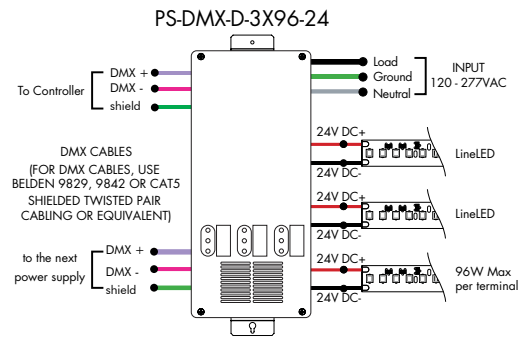 PS-DMX-D-3X96-24
To Controller
DMX +
DMX -
shield
Load
Ground
Neutral
INPUT
120 - 277VAC
DMX CABLES
(FOR DMX CABLES, USE
BELDEN 9829, 9842 OR CAT5
SHIELDED TWISTED PAIR
CABLING OR EQUIVALENT)
24V DC+
24V DC-
LineLED
24V DC+
24V DC-
LineLED
to the next
power supply
DMX +
DMX -
shield
24V DC+
24V DC-
96W Max
per terminal